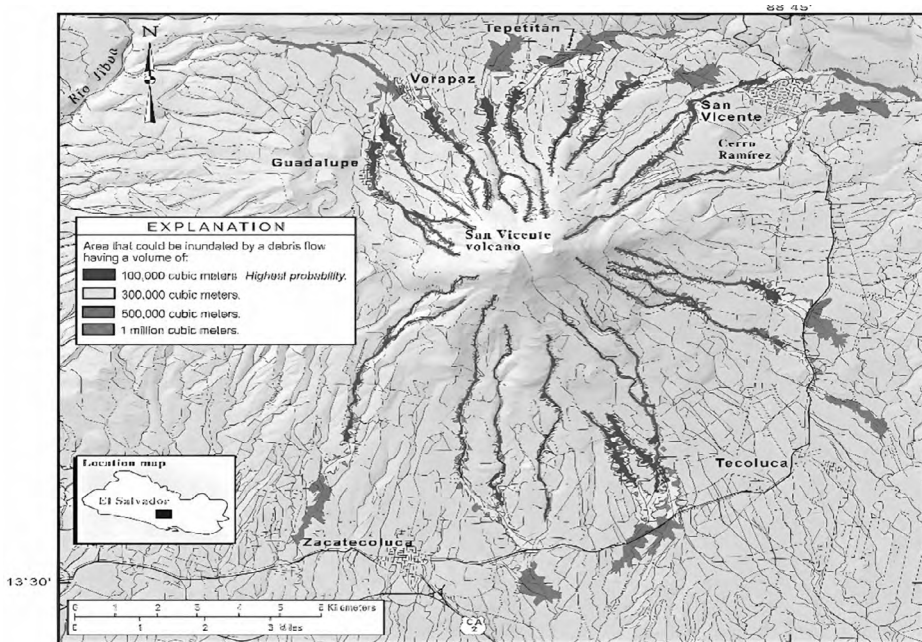 88°45'
N
Tepetitán
Río Jiboa
Verapaz
San
Vicente
Cerro
Ramírez
Guadalupe
San Vicente
volcano
EXPLANATION
Area that could be inundated by a debris flow
having a volume of:
100,000 cubic meters. Highest probability.
300,000 cubic meters.
500,000 cubic meters.
1 million cubic meters.
Location map
El Salvador
Tecoluca
Zacatecoluca
13°30'
0 1 2 3 4 5 6 Kilometers
0 1 2 3 Miles
CA
2